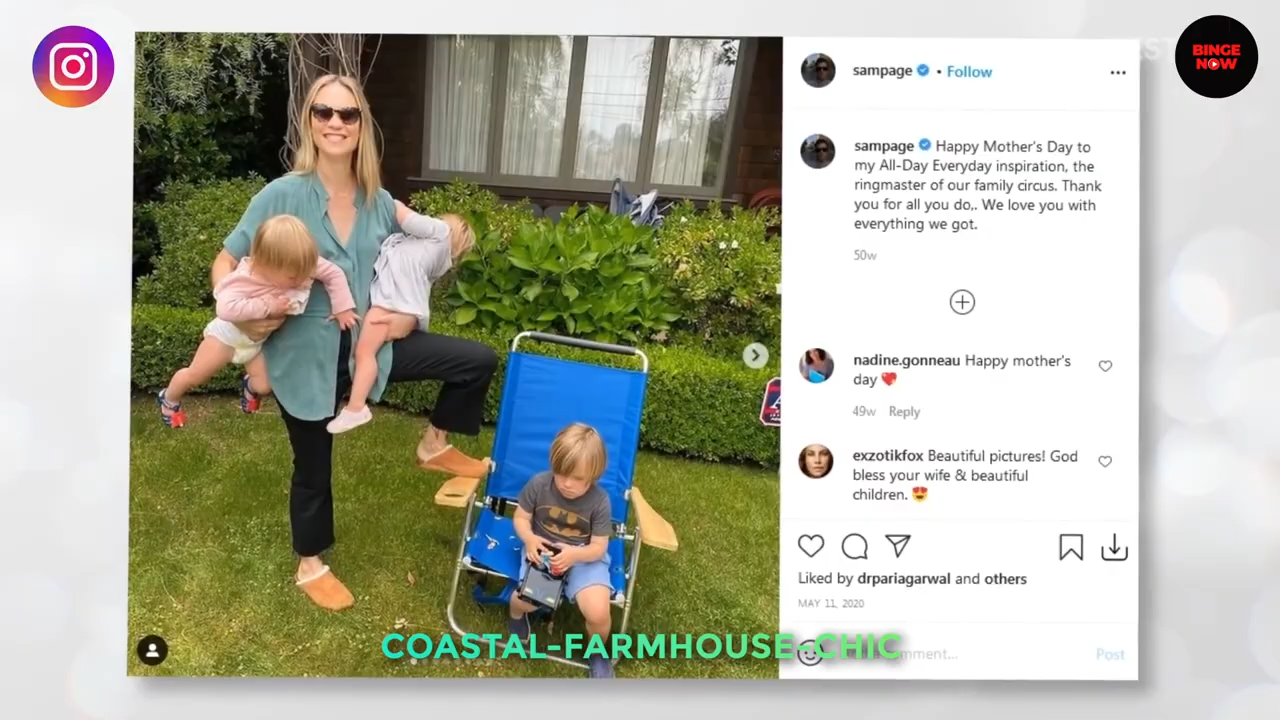 BINGE
NOW
sampage • Follow
sampage Happy Mother's Day to
my All-Day Everyday inspiration, the
ringmaster of our family circus. Thank
you for all you do,. We love you with
everything we got.
50w
nadine.gonneau Happy mother's
day
49w Reply
exzotikfox Beautiful pictures! God
bless your wife & beautiful
children.
Liked by drpariagarwal and others
MAY 11, 2020
COASTAL-FARMHOUSE-CHIC
omment... Post